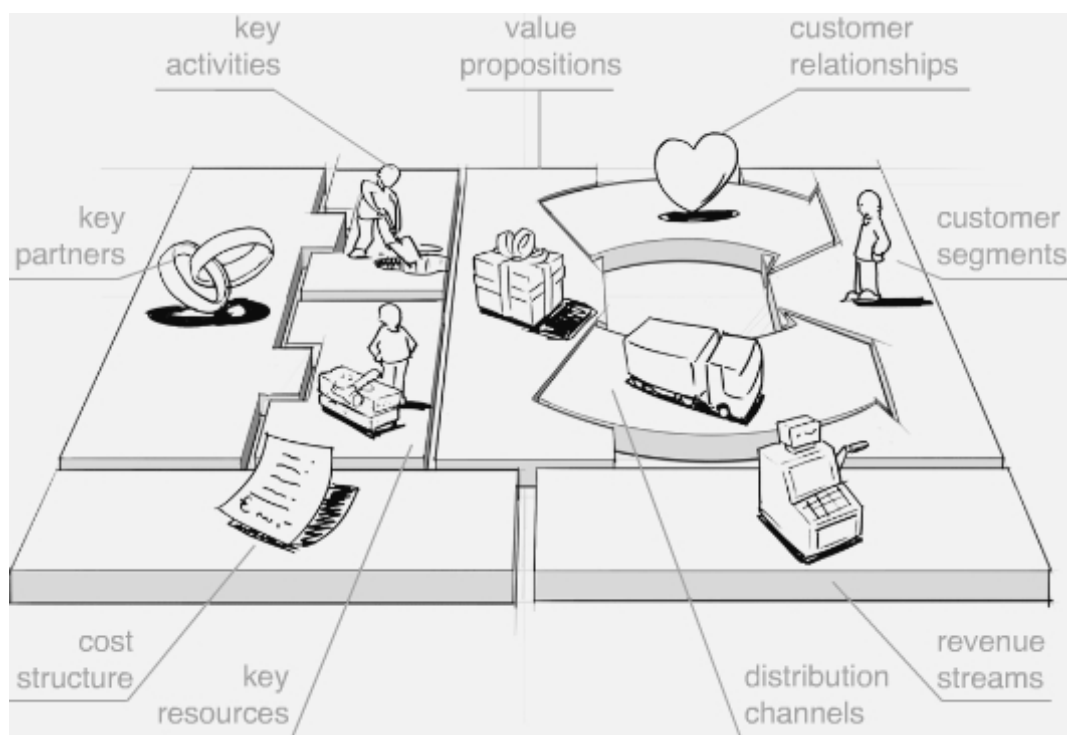 key
activities
value
propositions
customer
relationships
key
partners
customer
segments
cost
structure
key
resources
distribution
channels
revenue
streams